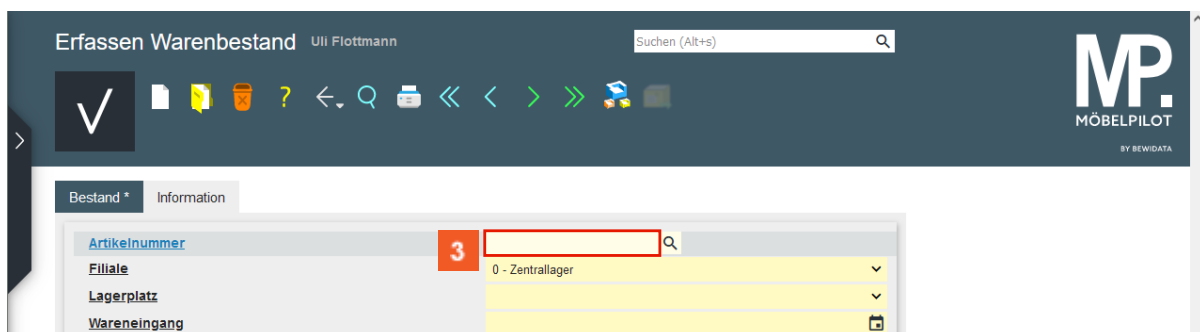 Erfassen Warenbestand Uli Flottmann Suchen (Alt+s)
MP.
MÖBELPILOT
BY BEWIDATA
Bestand * Information
Artikelnummer 3
Filiale 0 - Zentrallager
Lagerplatz
Wareneingang